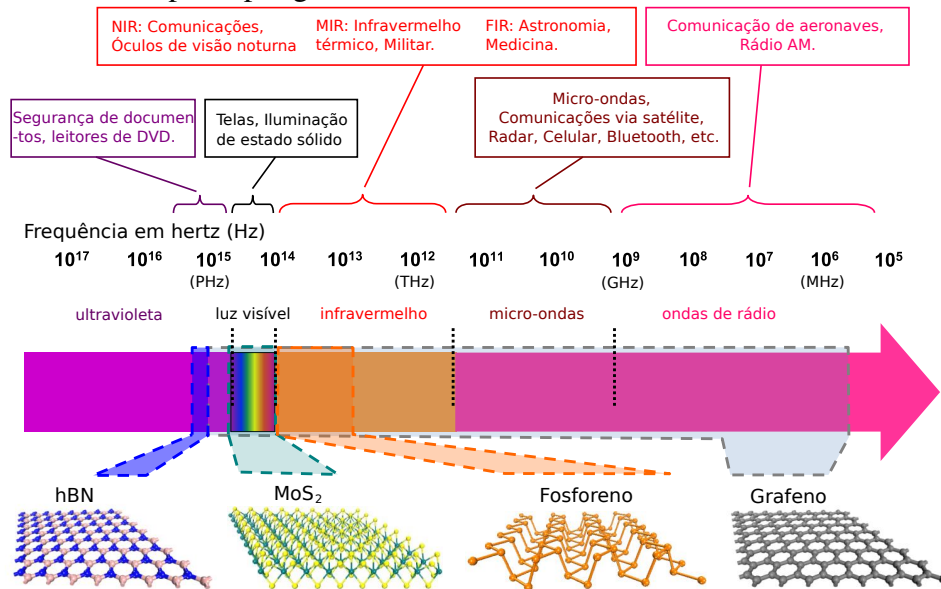 NIR: Comunicações,
Óculos de visão noturna
MIR: Infravermelho
térmico, Militar.
FIR: Astronomia,
Medicina.
Comunicação de aeronaves,
Rádio AM.
Segurança de documen
-tos, leitores de DVD.
Telas, Iluminação
de estado sólido
Micro-ondas,
Comunicações via satélite,
Radar, Celular, Bluetooth, etc.
Frequência em hertz (Hz)
10¹⁷ 10¹⁶ 10¹⁵ 10¹⁴ 10¹³ 10¹² 10¹¹ 10¹⁰ 10⁹ 10⁸ 10⁷ 10⁶ 10⁵
(PHz) (THz) (GHz) (MHz)
ultravioleta luz visível infravermelho micro-ondas ondas de rádio
hBN MoS₂ Fosforeno Grafeno